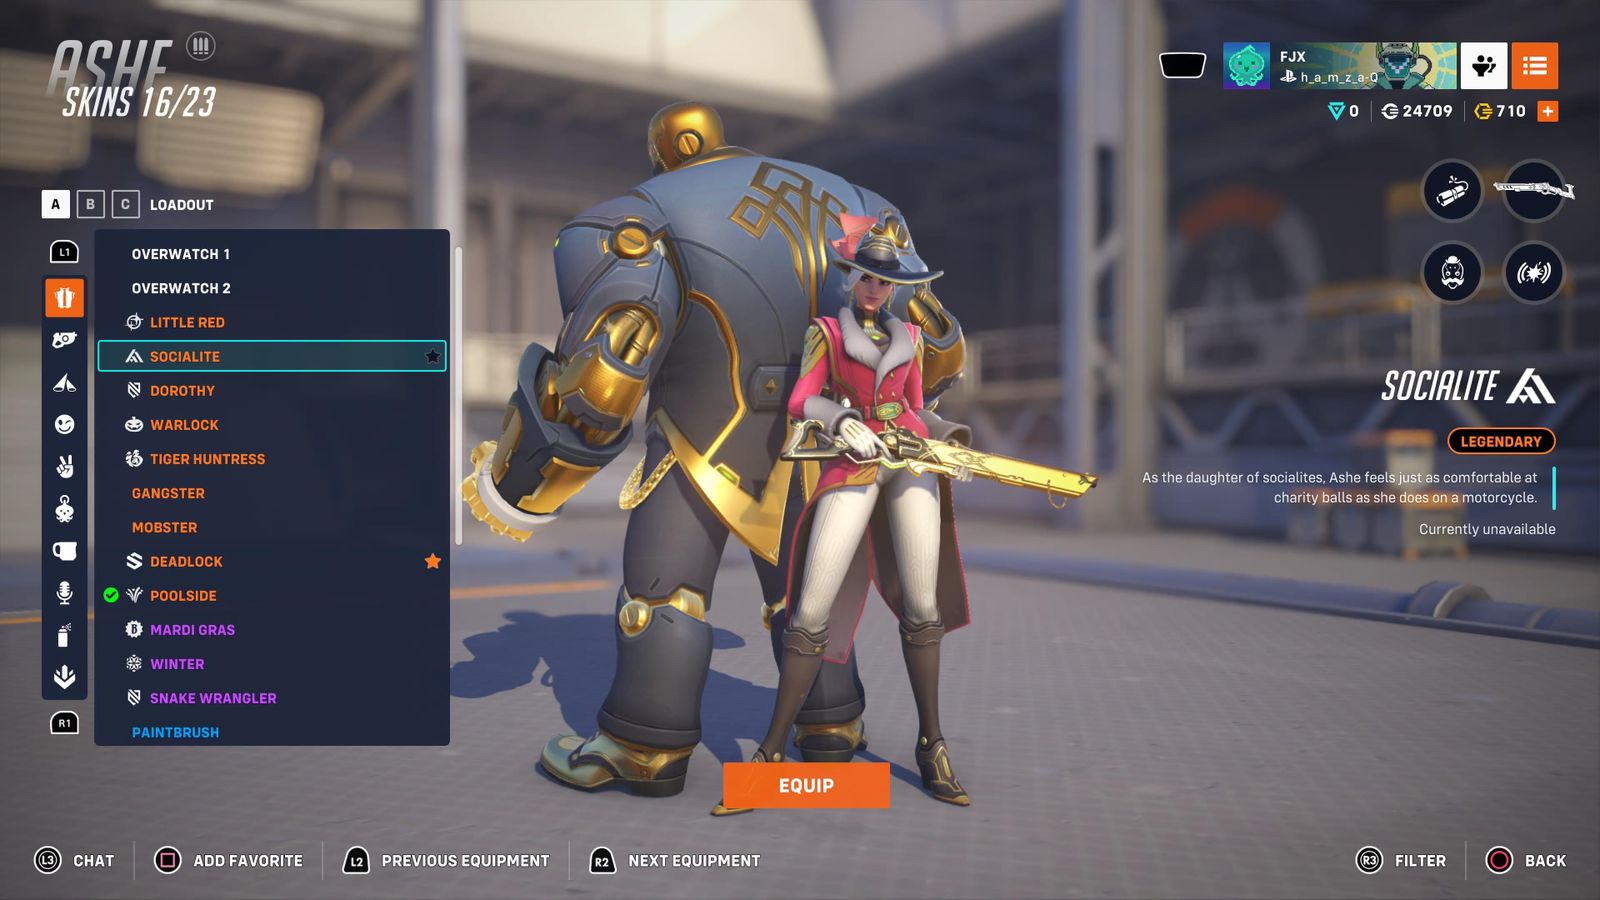 ASHE
SKINS 16/23
FJX
h_a_m_z_a-Q
0
24709
710
A B C LOADOUT
L1
OVERWATCH 1
OVERWATCH 2
LITTLE RED
SOCIALITE
DOROTHY
WARLOCK
TIGER HUNTRESS
GANGSTER
MOBSTER
DEADLOCK
POOLSIDE
MARDI GRAS
WINTER
SNAKE WRANGLER
PAINTBRUSH
R1
SOCIALITE
LEGENDARY
As the daughter of socialites, Ashe feels just as comfortable at
charity balls as she does on a motorcycle.
Currently unavailable
EQUIP
L3 CHAT
ADD FAVORITE
L2 PREVIOUS EQUIPMENT
R2 NEXT EQUIPMENT
R3 FILTER
BACK